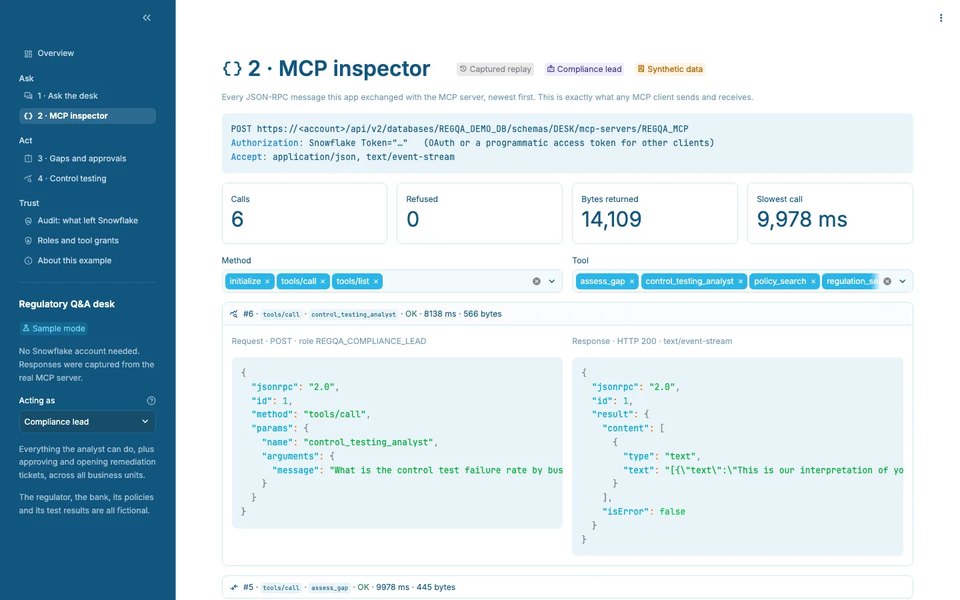 Overview
Ask
1 · Ask the desk
2 · MCP inspector
Act
3 · Gaps and approvals
4 · Control testing
Trust
Audit: what left Snowflake
Roles and tool grants
About this example
Regulatory Q&A desk
Sample mode
No Snowflake account needed.
Responses were captured from the
real MCP server.
Acting as
Compliance lead
Everything the analyst can do, plus
approving and opening remediation
tickets, across all business units.
The regulator, the bank, its policies
and its test results are all fictional.
{} 2 · MCP inspector Captured replay Compliance lead Synthetic data
Every JSON-RPC message this app exchanged with the MCP server, newest first. This is exactly what any MCP client sends and receives.
POST https://<account>/api/v2/databases/REGQA_DEMO_DB/schemas/DESK/mcp-servers/REGQA_MCP
Authorization: Snowflake Token="…" (OAuth or a programmatic access token for other clients)
Accept: application/json, text/event-stream
Calls
6
Refused
0
Bytes returned
14,109
Slowest call
9,978 ms
Method
initialize × tools/call × tools/list ×
Tool
assess_gap × control_testing_analyst × policy_search × regulation_se
#6 · tools/call · control_testing_analyst · OK · 8138 ms · 566 bytes
Request · POST · role REGQA_COMPLIANCE_LEAD
{
"jsonrpc": "2.0",
"id": 1,
"method": "tools/call",
"params": {
"name": "control_testing_analyst",
"arguments": {
"message": "What is the control test failure rate by bus
}
}
}
Response · HTTP 200 · text/event-stream
{
"jsonrpc": "2.0",
"id": 1,
"result": {
"content": [
{
"type": "text",
"text": "[{\"text\":\"This is our interpretation of yo
}
],
"isError": false
}
}
#5 · tools/call · assess_gap · OK · 9978 ms · 445 bytes